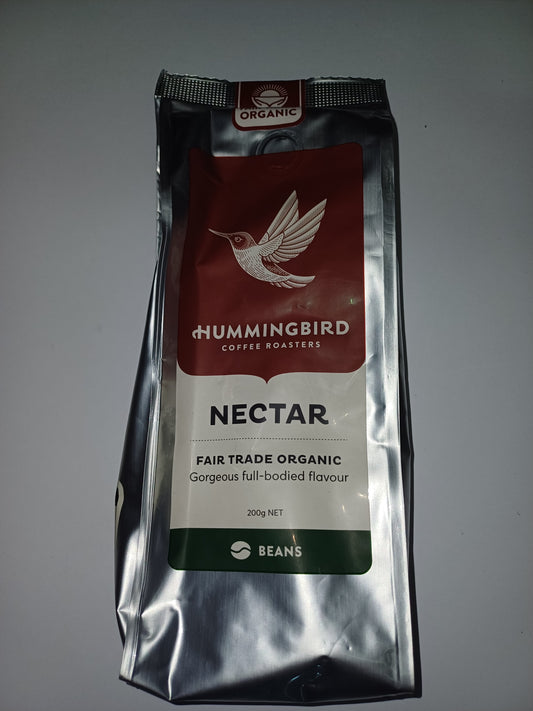 ORGANIC
HUMMINGBIRD
COFFEE ROASTERS
NECTAR
FAIR TRADE ORGANIC
Gorgeous full-bodied flavour
200g NET
BEANS